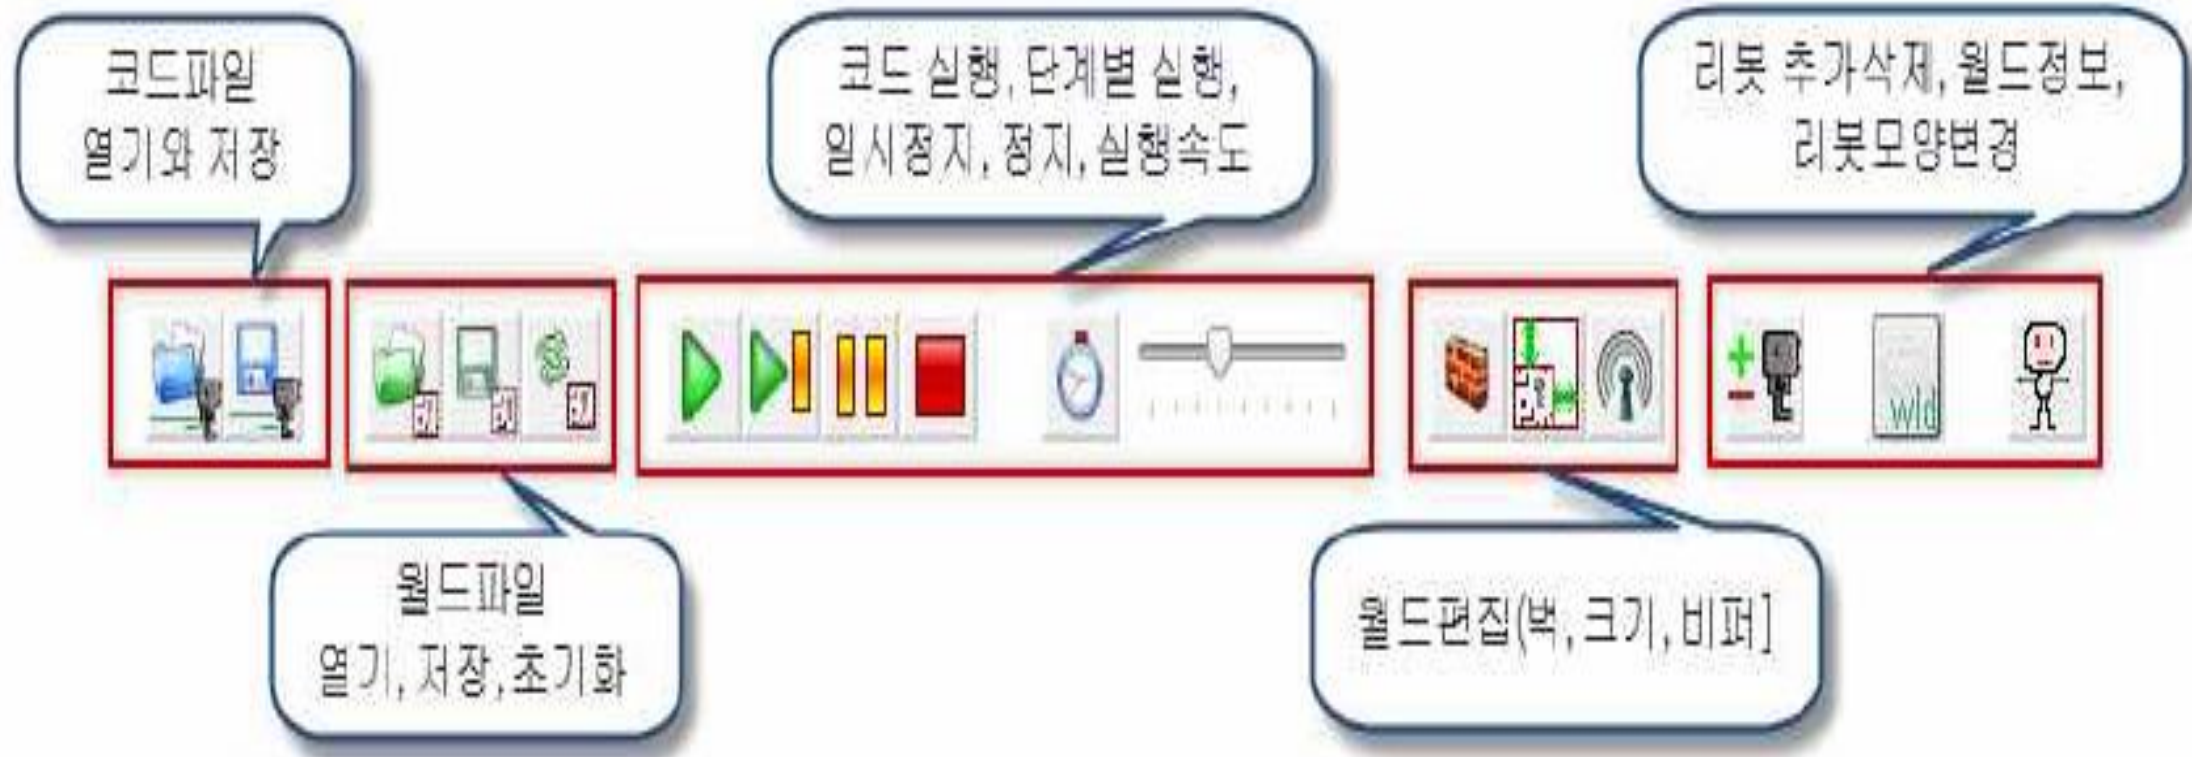 코드파일
열기와 저장
코드 실행, 단계별 실행,
일시정지, 정지, 실행속도
리봇 추가삭제, 월드정보,
리봇모양변경
wld
월드파일
열기, 저장, 초기화
월드편집(벽, 크기, 비퍼]